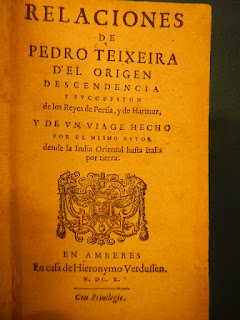 RELACIONES
DE
PEDRO TEIXEIRA
D'EL ORIGEN
DESCENDENCIA
Y SVCCESSION
de los Reyes de Persia, y de Harmuz,
Y DE VN VIAGE HECHO
POR EL MISMO AVTOR
dende la India Oriental hasta Italia
por tierra.
EN AMBERES
En casa de Hieronymo Verdussen.
M. DC. X.
Con Privilegio.